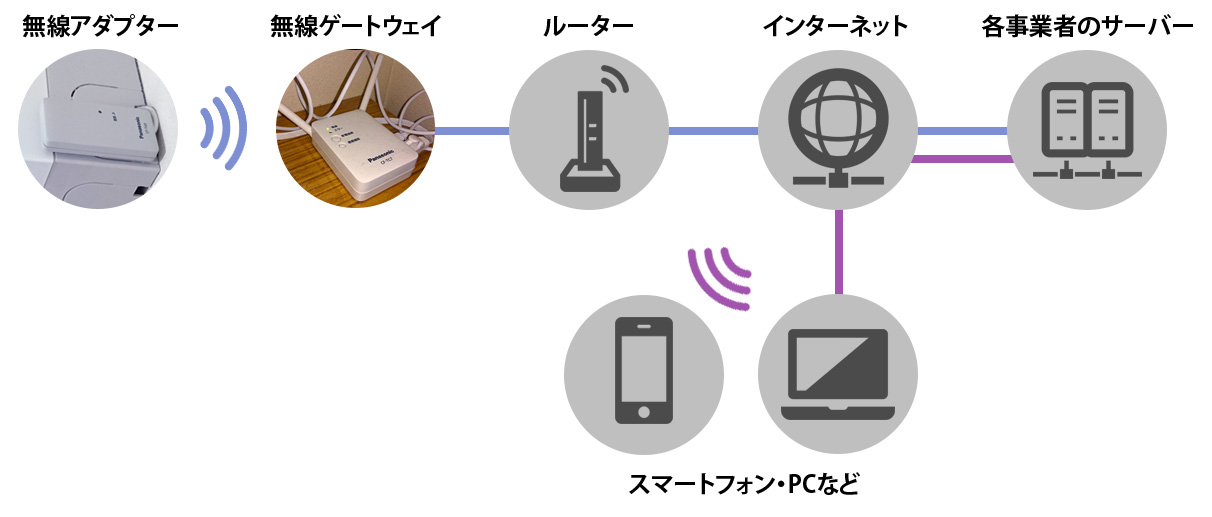 無線アダプター
無線ゲートウェイ
ルーター
インターネット
各事業者のサーバー
Panasonic
Panasonic
スマートフォン・PCなど